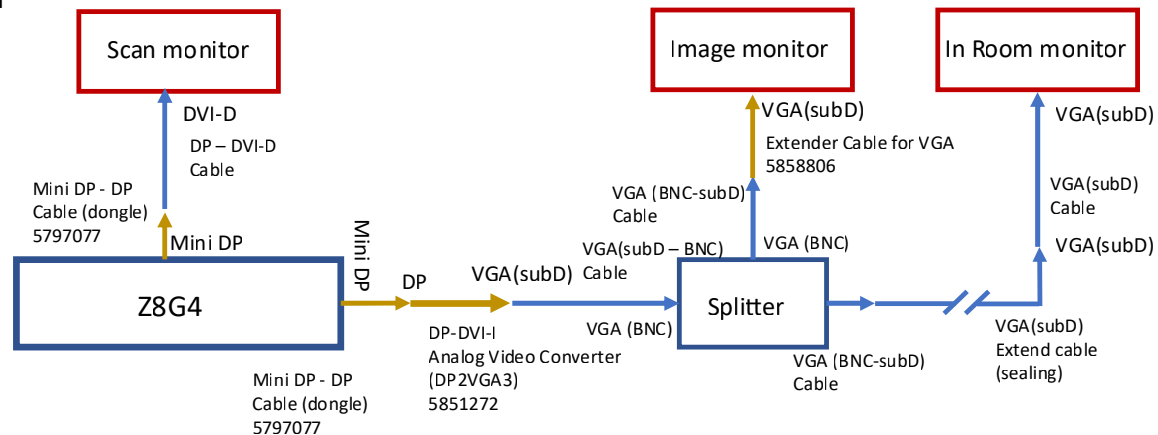 Scan monitor
Image monitor
In Room monitor
DVI-D
DP – DVI-D
Cable
Mini DP - DP
Cable (dongle)
5797077
Mini DP
Z8G4
Mini DP
DP
VGA(subD)
Mini DP - DP
Cable (dongle)
5797077
DP-DVI-I
Analog Video Converter
(DP2VGA3)
5851272
VGA(subD)
Extender Cable for VGA
5858806
VGA (BNC-subD)
Cable
VGA(subD – BNC)
Cable
VGA (BNC)
VGA (BNC)
Splitter
VGA (BNC-subD)
Cable
VGA(subD)
VGA(subD)
Cable
VGA(subD)
VGA(subD)
Extend cable
(sealing)